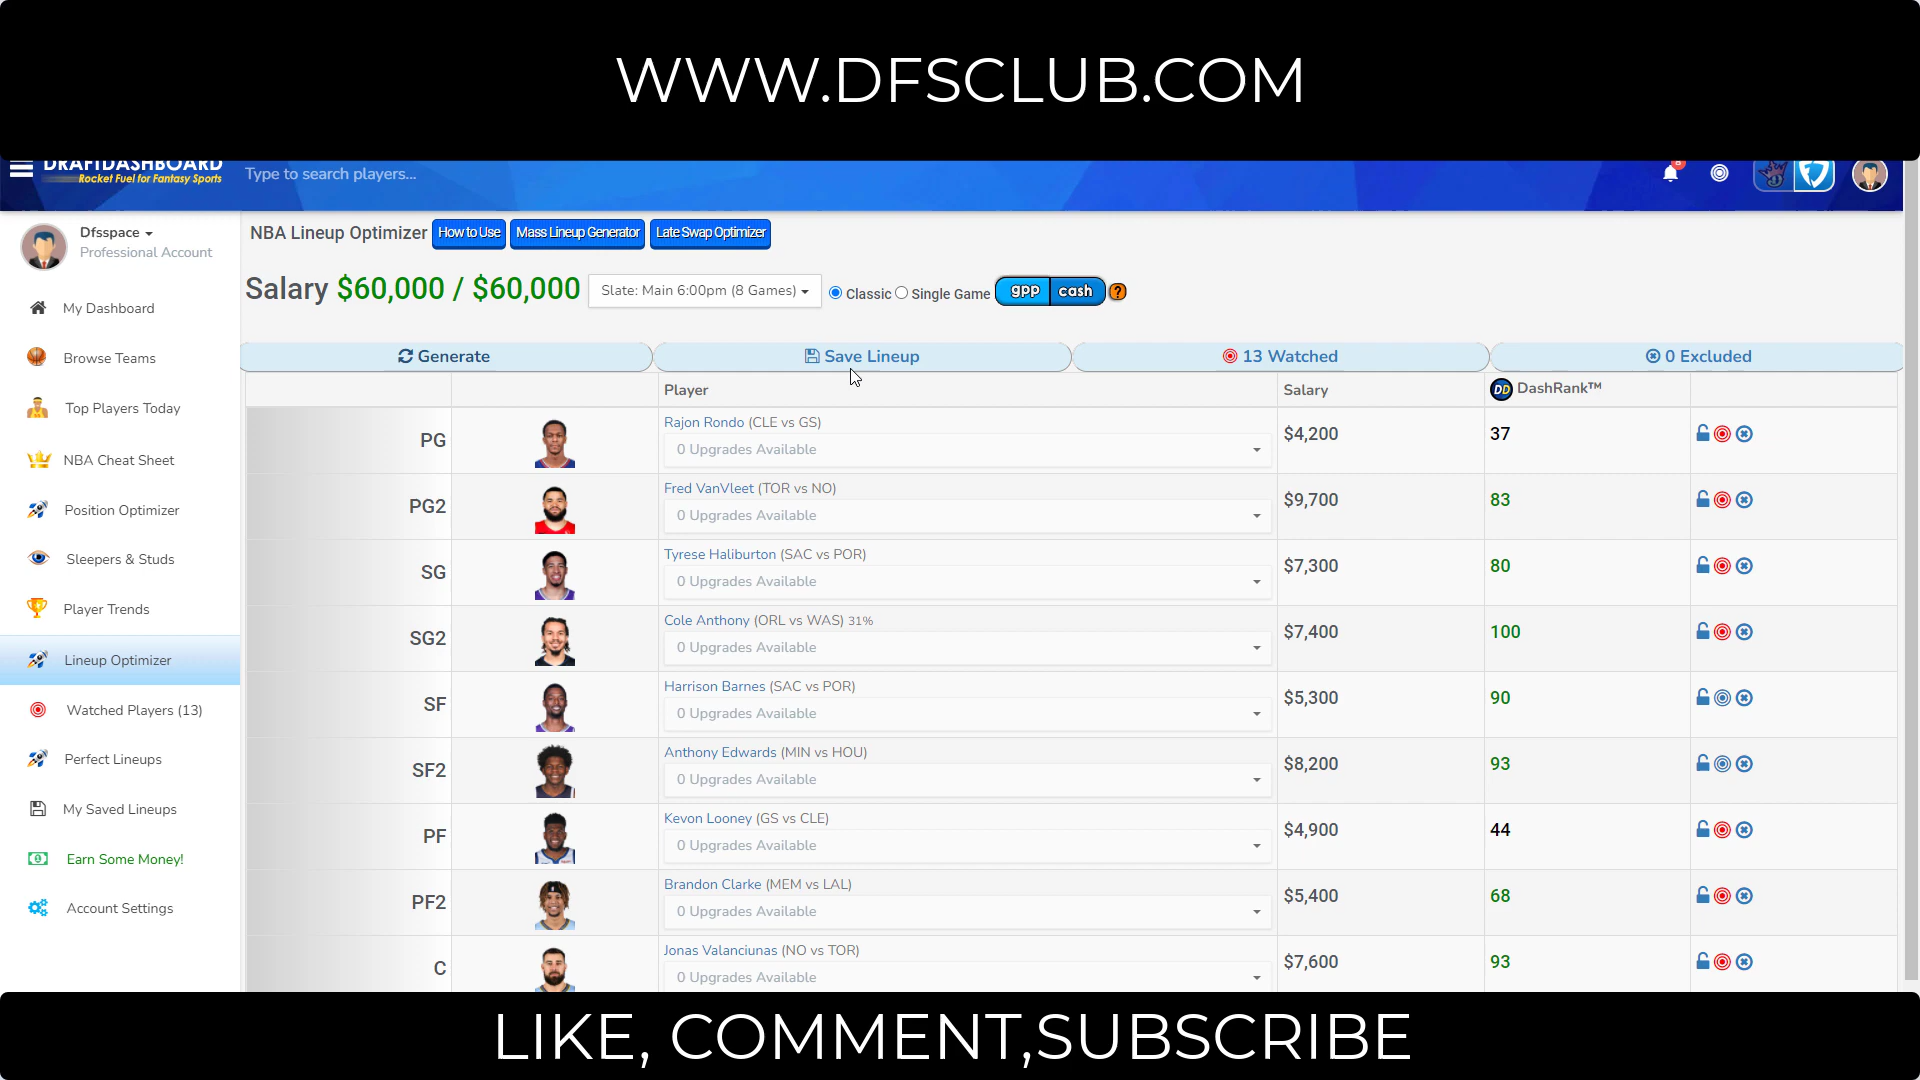 WWW.DFSCLUB.COM
DRAFTDASHBOARD
Rocket Fuel for Fantasy Sports
Type to search players...
8
Dfsspace
Professional Account
My Dashboard
Browse Teams
Top Players Today
NBA Cheat Sheet
Position Optimizer
Sleepers & Studs
Player Trends
Lineup Optimizer
Watched Players (13)
Perfect Lineups
My Saved Lineups
Earn Some Money!
Account Settings
NBA Lineup Optimizer How to Use Mass Lineup Generator Late Swap Optimizer
Salary $60,000 / $60,000 Slate: Main 6:00pm (8 Games) Classic Single Game gpp cash ?
Generate Save Lineup 13 Watched 0 Excluded
Player Salary DD DashRank™
PG Rajon Rondo (CLE vs GS) $4,200 37
0 Upgrades Available
PG2 Fred VanVleet (TOR vs NO) $9,700 83
0 Upgrades Available
SG Tyrese Haliburton (SAC vs POR) $7,300 80
0 Upgrades Available
SG2 Cole Anthony (ORL vs WAS) 31% $7,400 100
0 Upgrades Available
SF Harrison Barnes (SAC vs POR) $5,300 90
0 Upgrades Available
SF2 Anthony Edwards (MIN vs HOU) $8,200 93
0 Upgrades Available
PF Kevon Looney (GS vs CLE) $4,900 44
0 Upgrades Available
PF2 Brandon Clarke (MEM vs LAL) $5,400 68
0 Upgrades Available
C Jonas Valanciunas (NO vs TOR) $7,600 93
0 Upgrades Available
LIKE, COMMENT,SUBSCRIBE